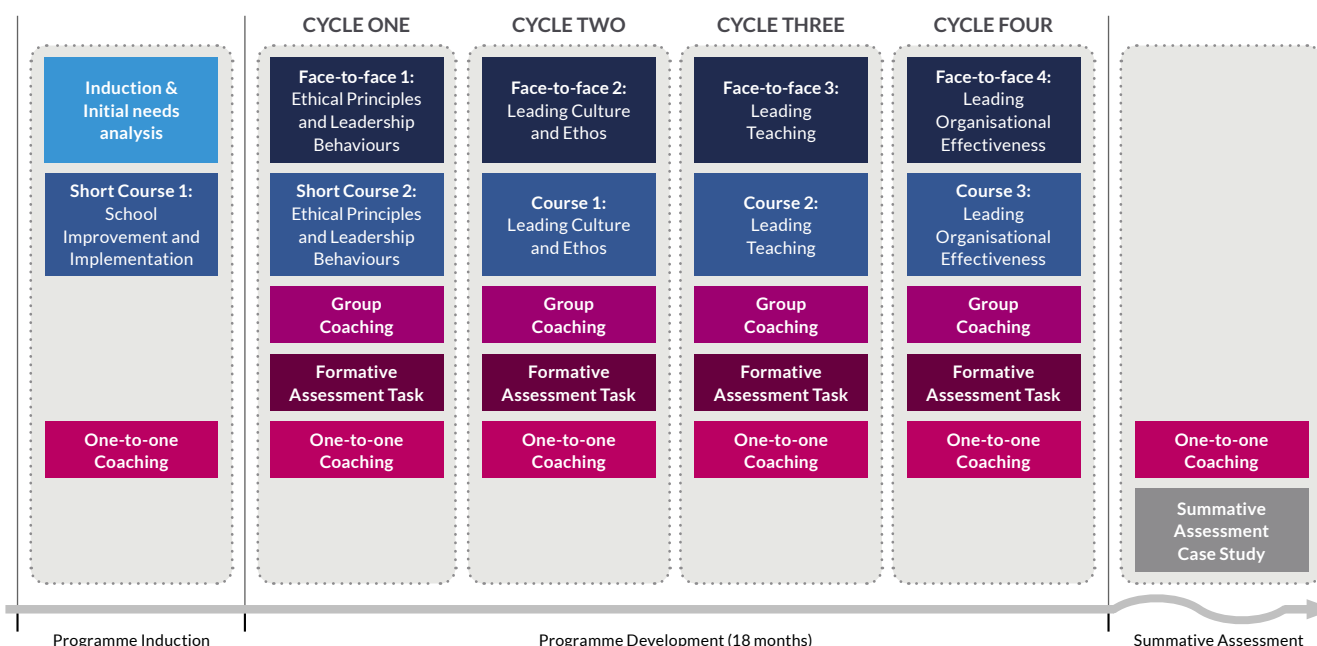 CYCLE ONE
CYCLE TWO
CYCLE THREE
CYCLE FOUR
Induction &
Initial needs
analysis
Short Course 1:
School
Improvement and
Implementation
One-to-one
Coaching
Face-to-face 1:
Ethical Principles
and Leadership
Behaviours
Short Course 2:
Ethical Principles
and Leadership
Behaviours
Group
Coaching
Formative
Assessment Task
One-to-one
Coaching
Face-to-face 2:
Leading Culture
and Ethos
Course 1:
Leading Culture
and Ethos
Group
Coaching
Formative
Assessment Task
One-to-one
Coaching
Face-to-face 3:
Leading
Teaching
Course 2:
Leading
Teaching
Group
Coaching
Formative
Assessment Task
One-to-one
Coaching
Face-to-face 4:
Leading
Organisational
Effectiveness
Course 3:
Leading
Organisational
Effectiveness
Group
Coaching
Formative
Assessment Task
One-to-one
Coaching
One-to-one
Coaching
Summative
Assessment
Case Study
Programme Induction
Programme Development (18 months)
Summative Assessment